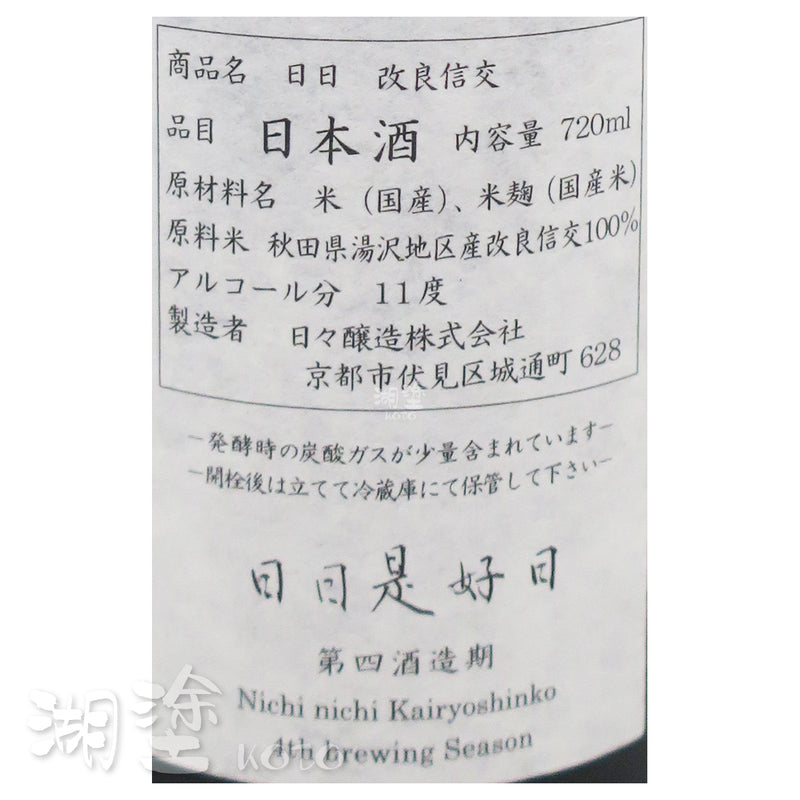 商品名 日日 改良信交
品目 日本酒 内容量 720ml
原材料名 米（国産）、米麹（国産米）
原料米 秋田県湯沢地区産改良信交100%
アルコール分 11度
製造者 日々醸造株式会社
京都市伏見区城通町628
湖塗
KOTO
－発酵時の炭酸ガスが少量含まれています－
－開栓後は立てて冷蔵庫にて保管して下さい－
日日是好日
第四酒造期
Nichi nichi Kairyoshinko
4th brewing Season
湖塗 KOTO